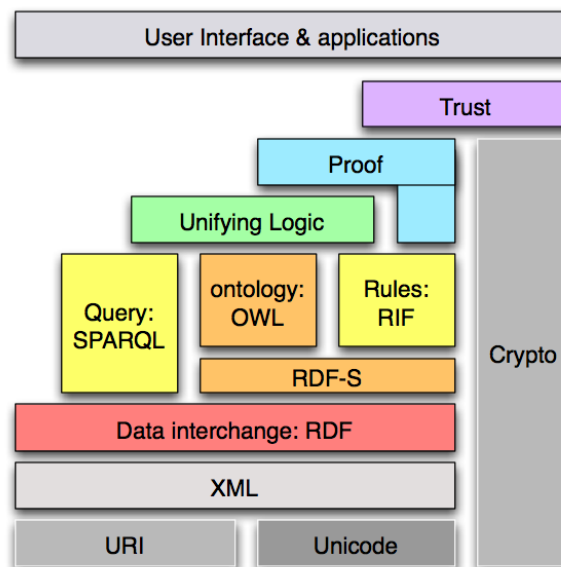 User Interface & applications
Trust
Proof
Unifying Logic
Query:
SPARQL
ontology:
OWL
Rules:
RIF
Crypto
RDF-S
Data interchange: RDF
XML
URI
Unicode